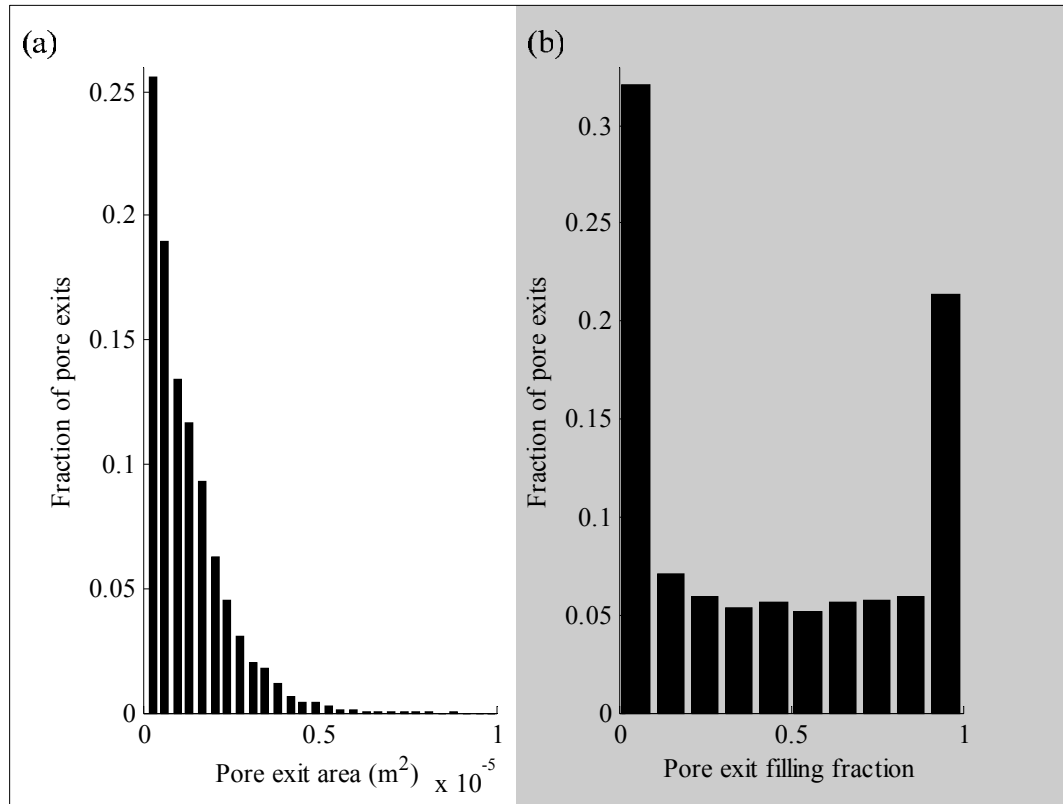 (a)
Fraction of pore exits
0.25
0.2
0.15
0.1
0.05
0
0 0.5 1
Pore exit area (m²) x 10⁻⁵
(b)
Fraction of pore exits
0.3
0.25
0.2
0.15
0.1
0.05
0
0 0.5 1
Pore exit filling fraction